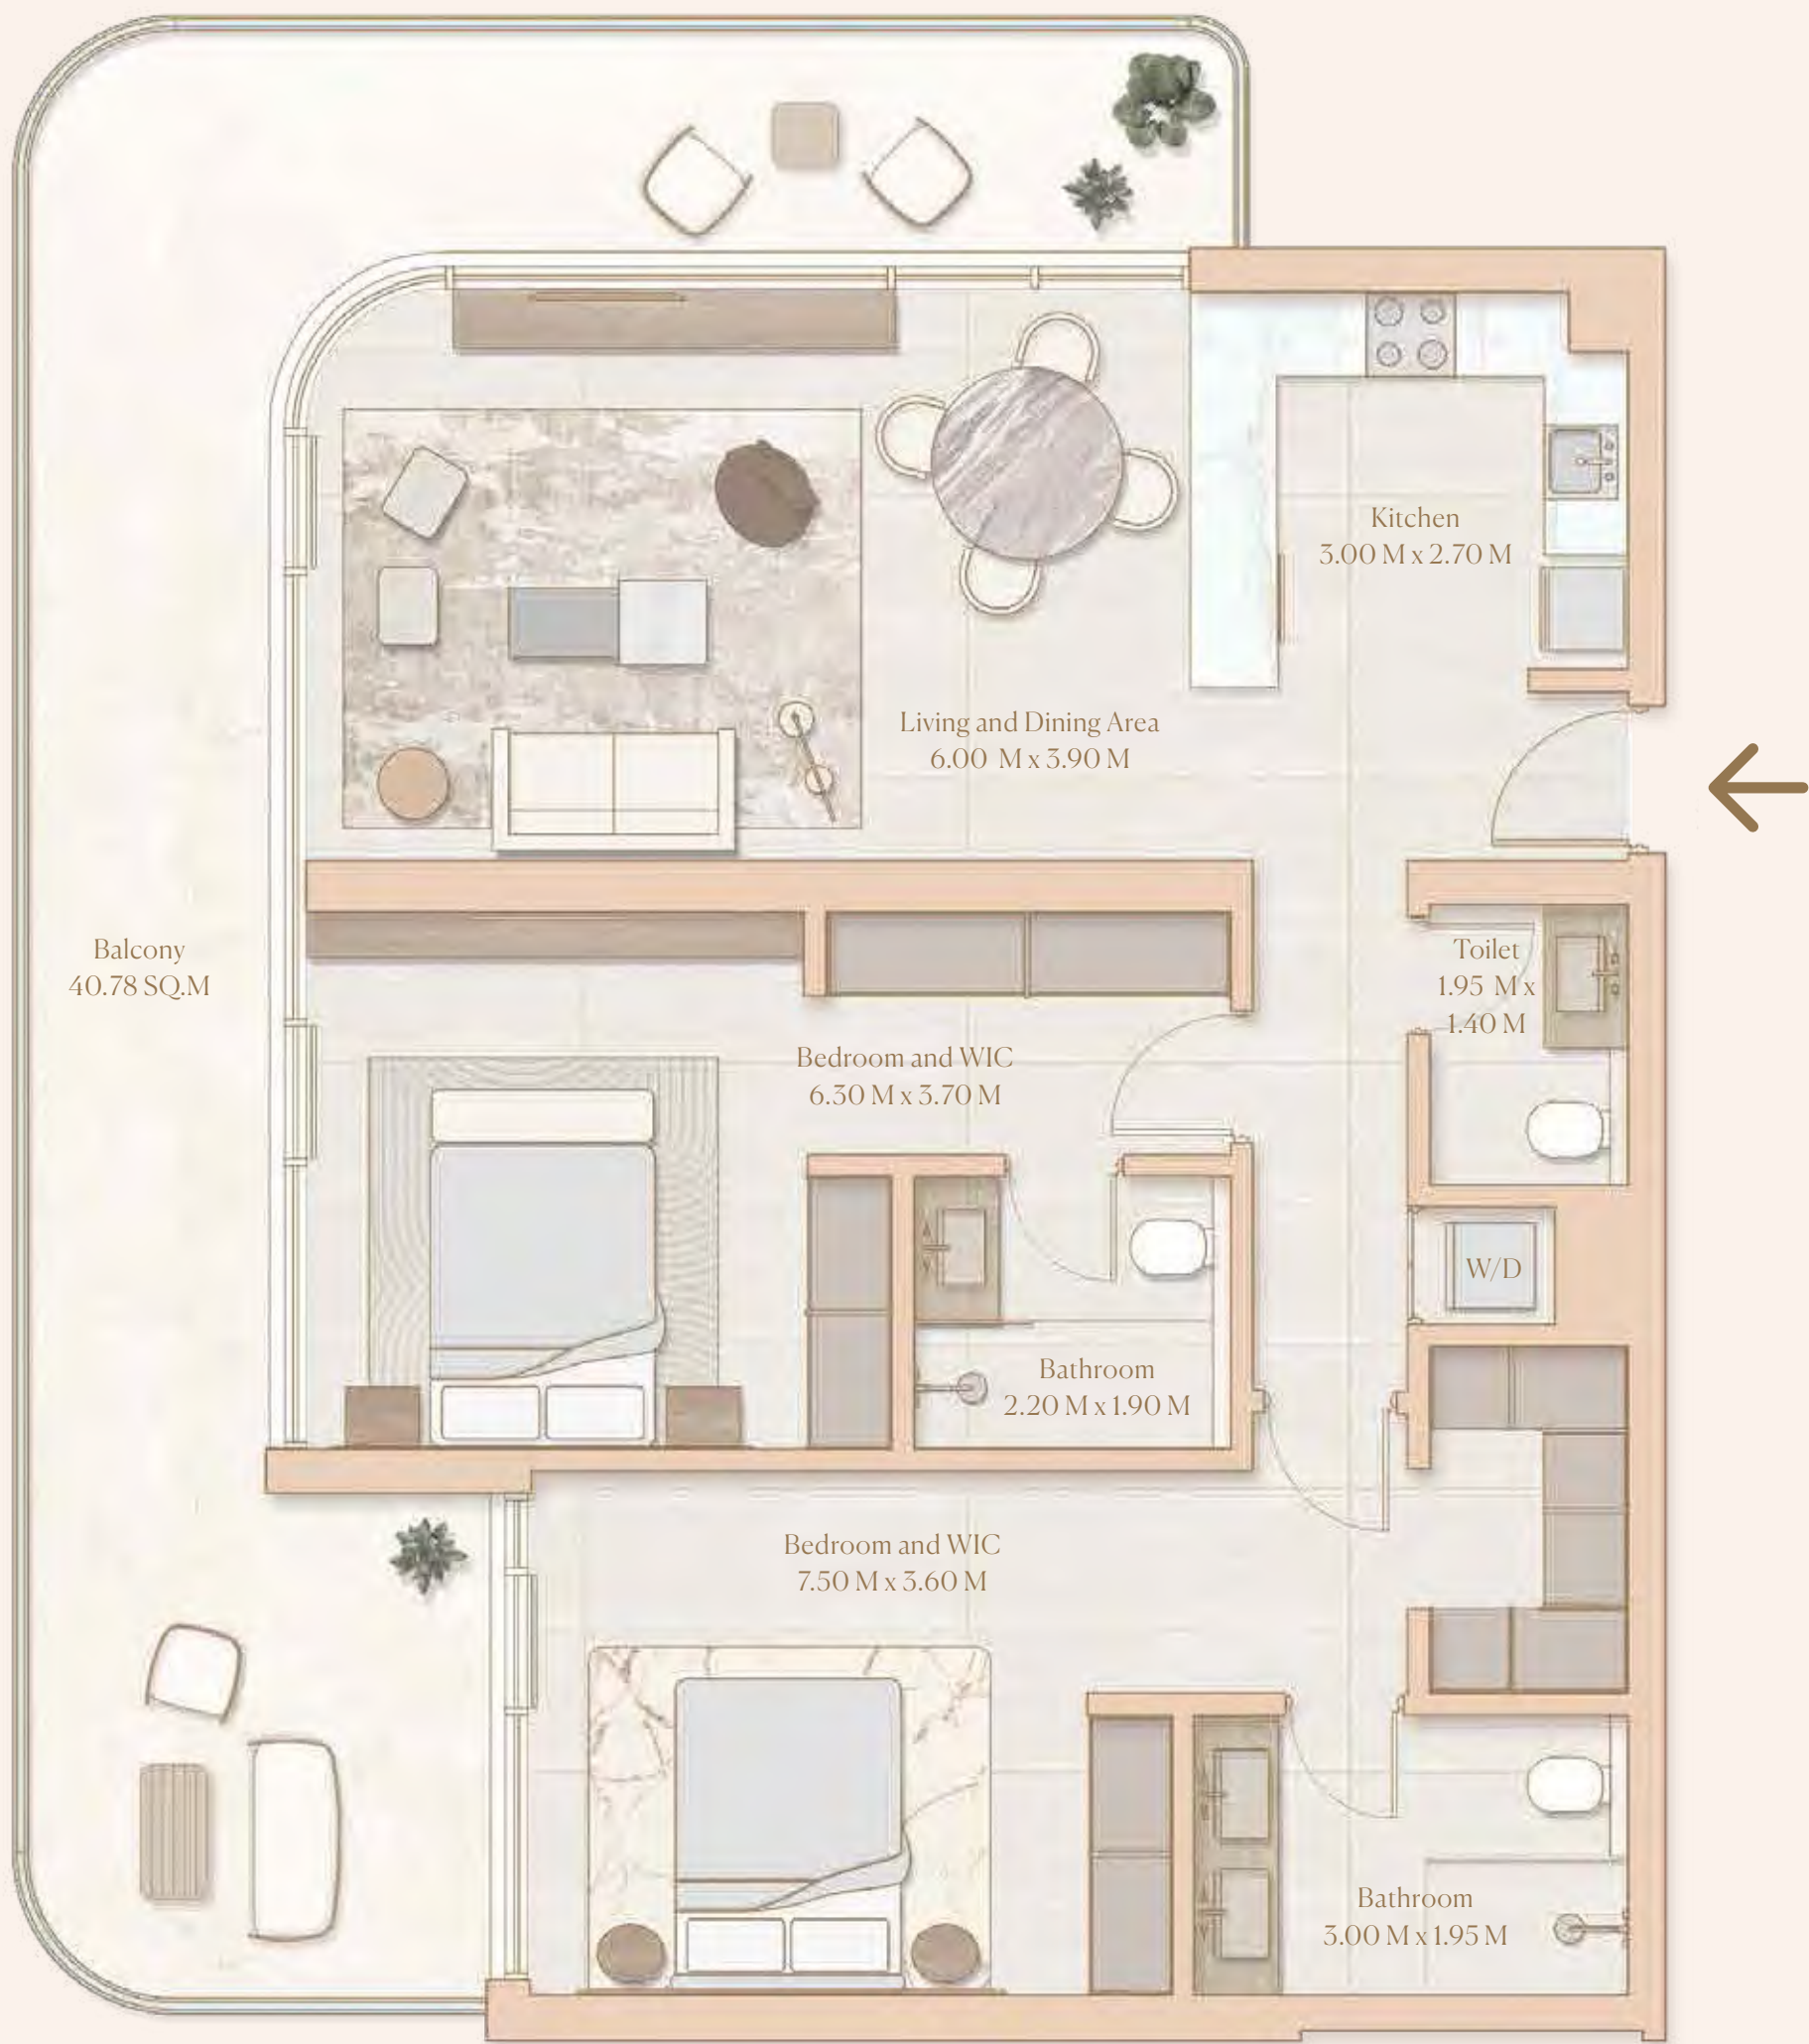 Kitchen
3.00 M x 2.70 M
Living and Dining Area
6.00 M x 3.90 M
Balcony
40.78 SQ.M
Toilet
1.95 M x
1.40 M
Bedroom and WIC
6.30 M x 3.70 M
W/D
Bathroom
2.20 M x 1.90 M
Bedroom and WIC
7.50 M x 3.60 M
Bathroom
3.00 M x 1.95 M